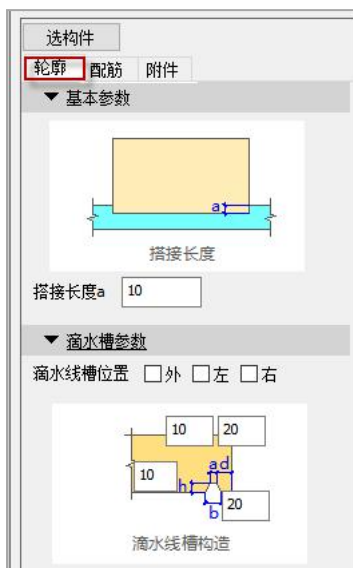 选构件
轮廓 配筋 附件
▼ 基本参数
a
搭接长度
搭接长度a 10
▼ 滴水槽参数
滴水线槽位置 外 左 右
10 20
a d
10
h
b 20
滴水线槽构造